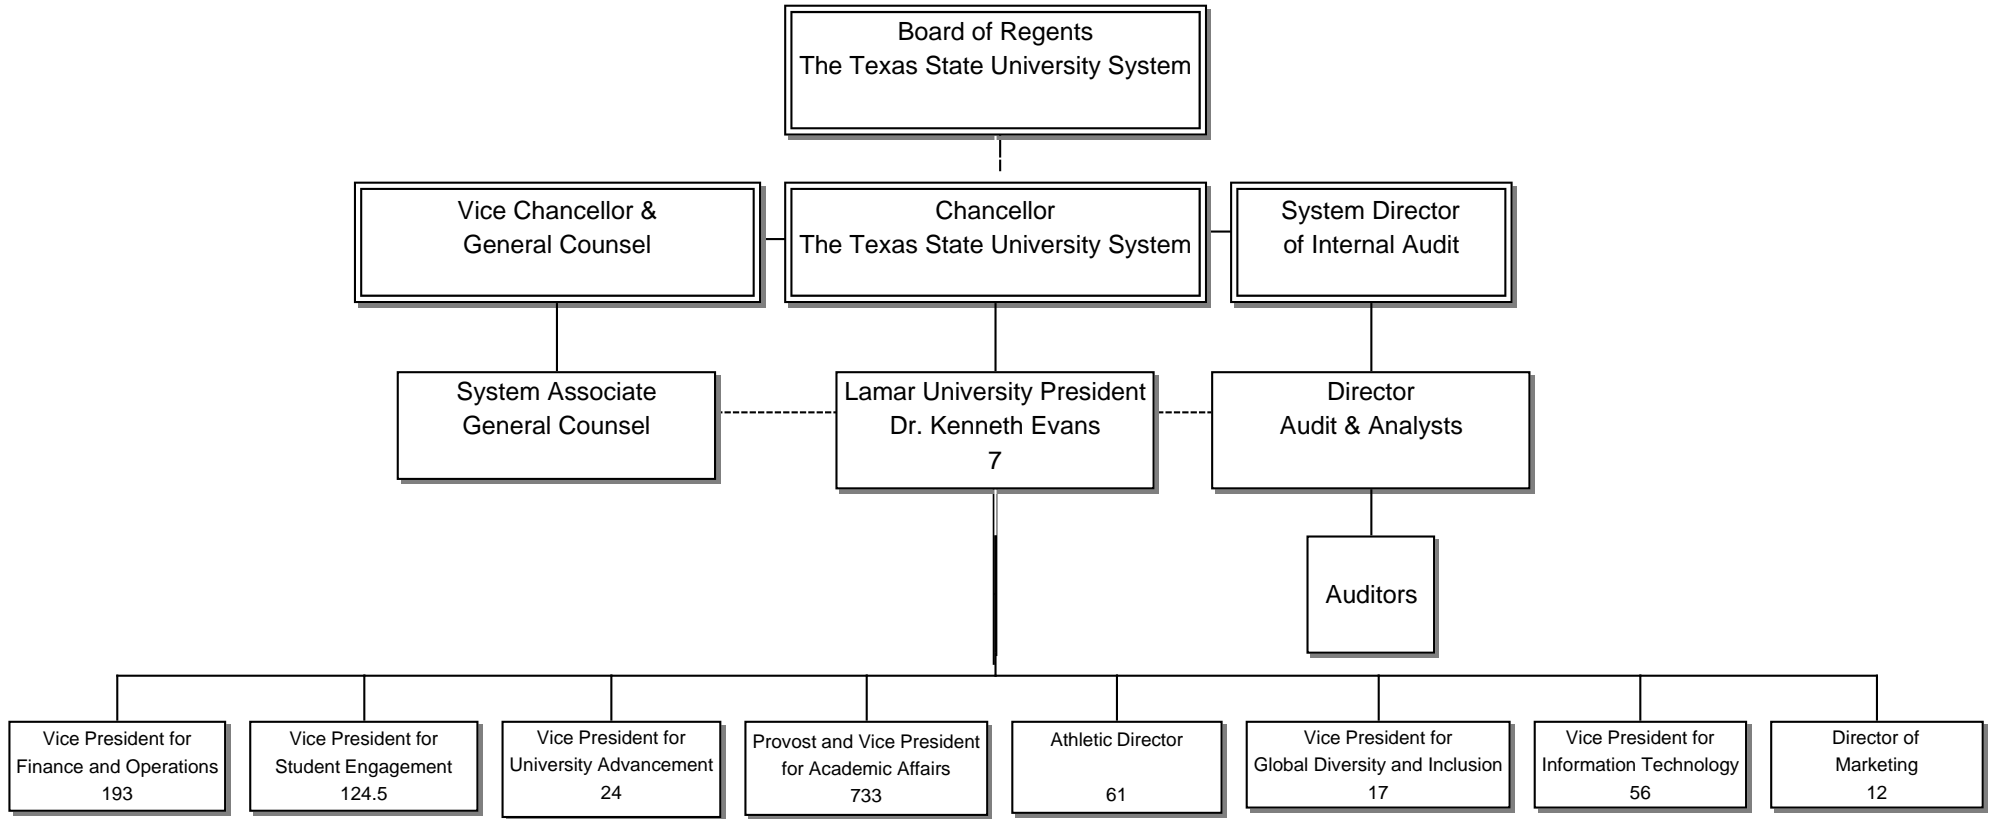 Board of Regents
The Texas State University System
Vice Chancellor &
General Counsel
Chancellor
The Texas State University System
System Director
of Internal Audit
System Associate
General Counsel
Lamar University President
Dr. Kenneth Evans
7
Director
Audit & Analysts
Auditors
Vice President for
Finance and Operations
193
Vice President for
Student Engagement
124.5
Vice President for
University Advancement
24
Provost and Vice President
for Academic Affairs
733
Athletic Director
61
Vice President for
Global Diversity and Inclusion
17
Vice President for
Information Technology
56
Director of
Marketing
12